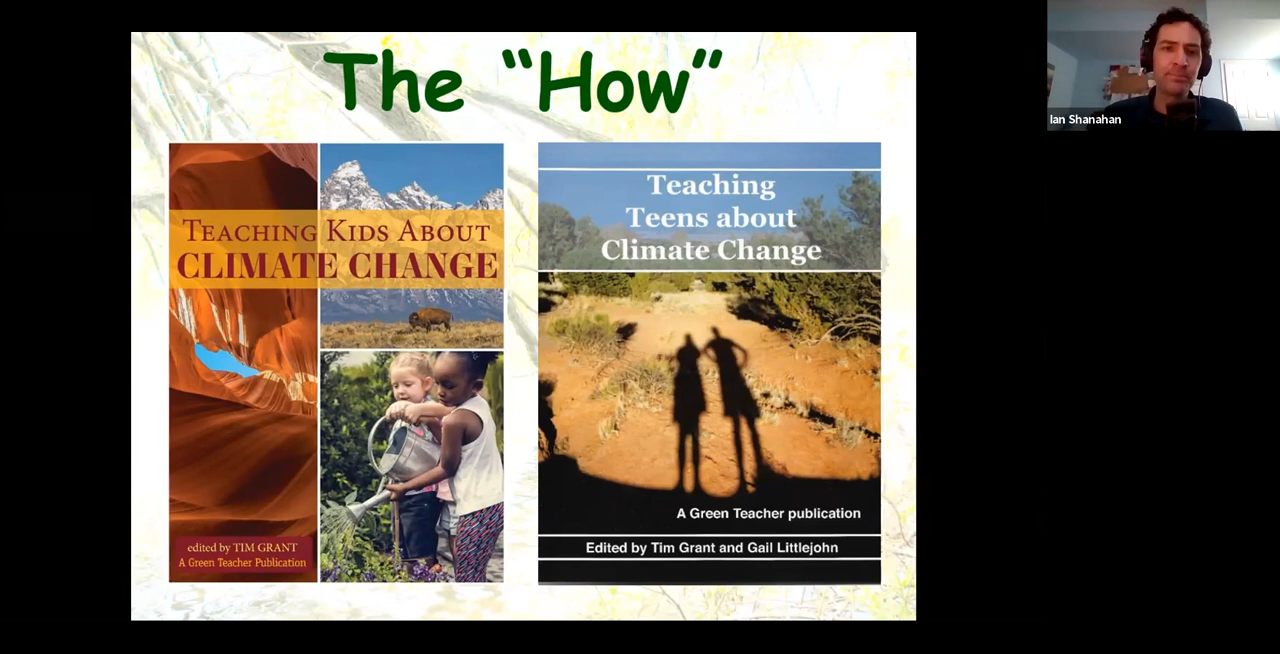 The “How”
TEACHING KIDS ABOUT
CLIMATE CHANGE
edited by TIM GRANT
A Green Teacher Publication
Teaching
Teens about
Climate Change
A Green Teacher publication
Edited by Tim Grant and Gail Littlejohn
Ian Shanahan